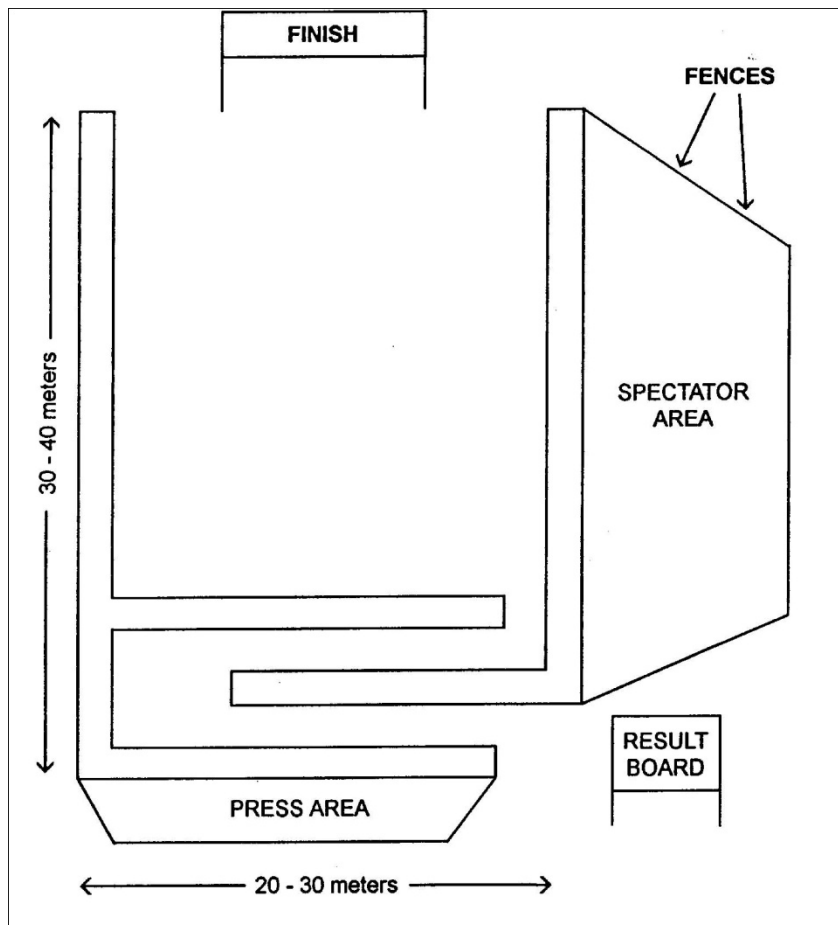 FINISH
FENCES
30 - 40 meters
SPECTATOR
AREA
RESULT
BOARD
PRESS AREA
20 - 30 meters